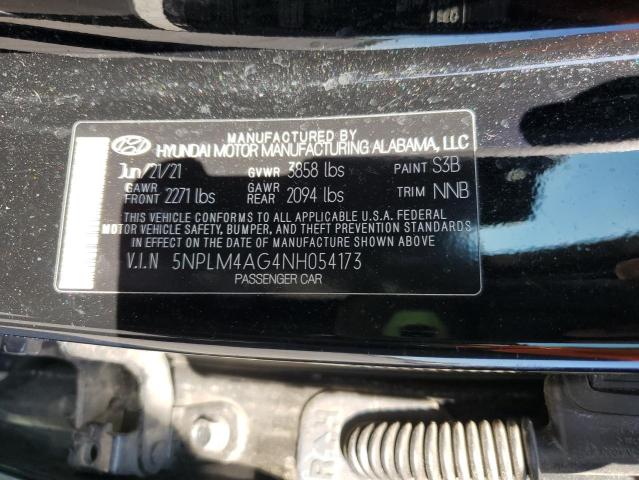 MANUFACTURED BY
HYUNDAI MOTOR MANUFACTURING ALABAMA, LLC
Jun/21/21 GVWR 3858 lbs PAINT S3B
GAWR FRONT 2271 lbs GAWR REAR 2094 lbs TRIM NNB
THIS VEHICLE CONFORMS TO ALL APPLICABLE U.S.A. FEDERAL
MOTOR VEHICLE SAFETY, BUMPER, AND THEFT PREVENTION STANDARDS
IN EFFECT ON THE DATE OF MANUFACTURE SHOWN ABOVE.
V.I.N 5NPLM4AG4NH054173
PASSENGER CAR